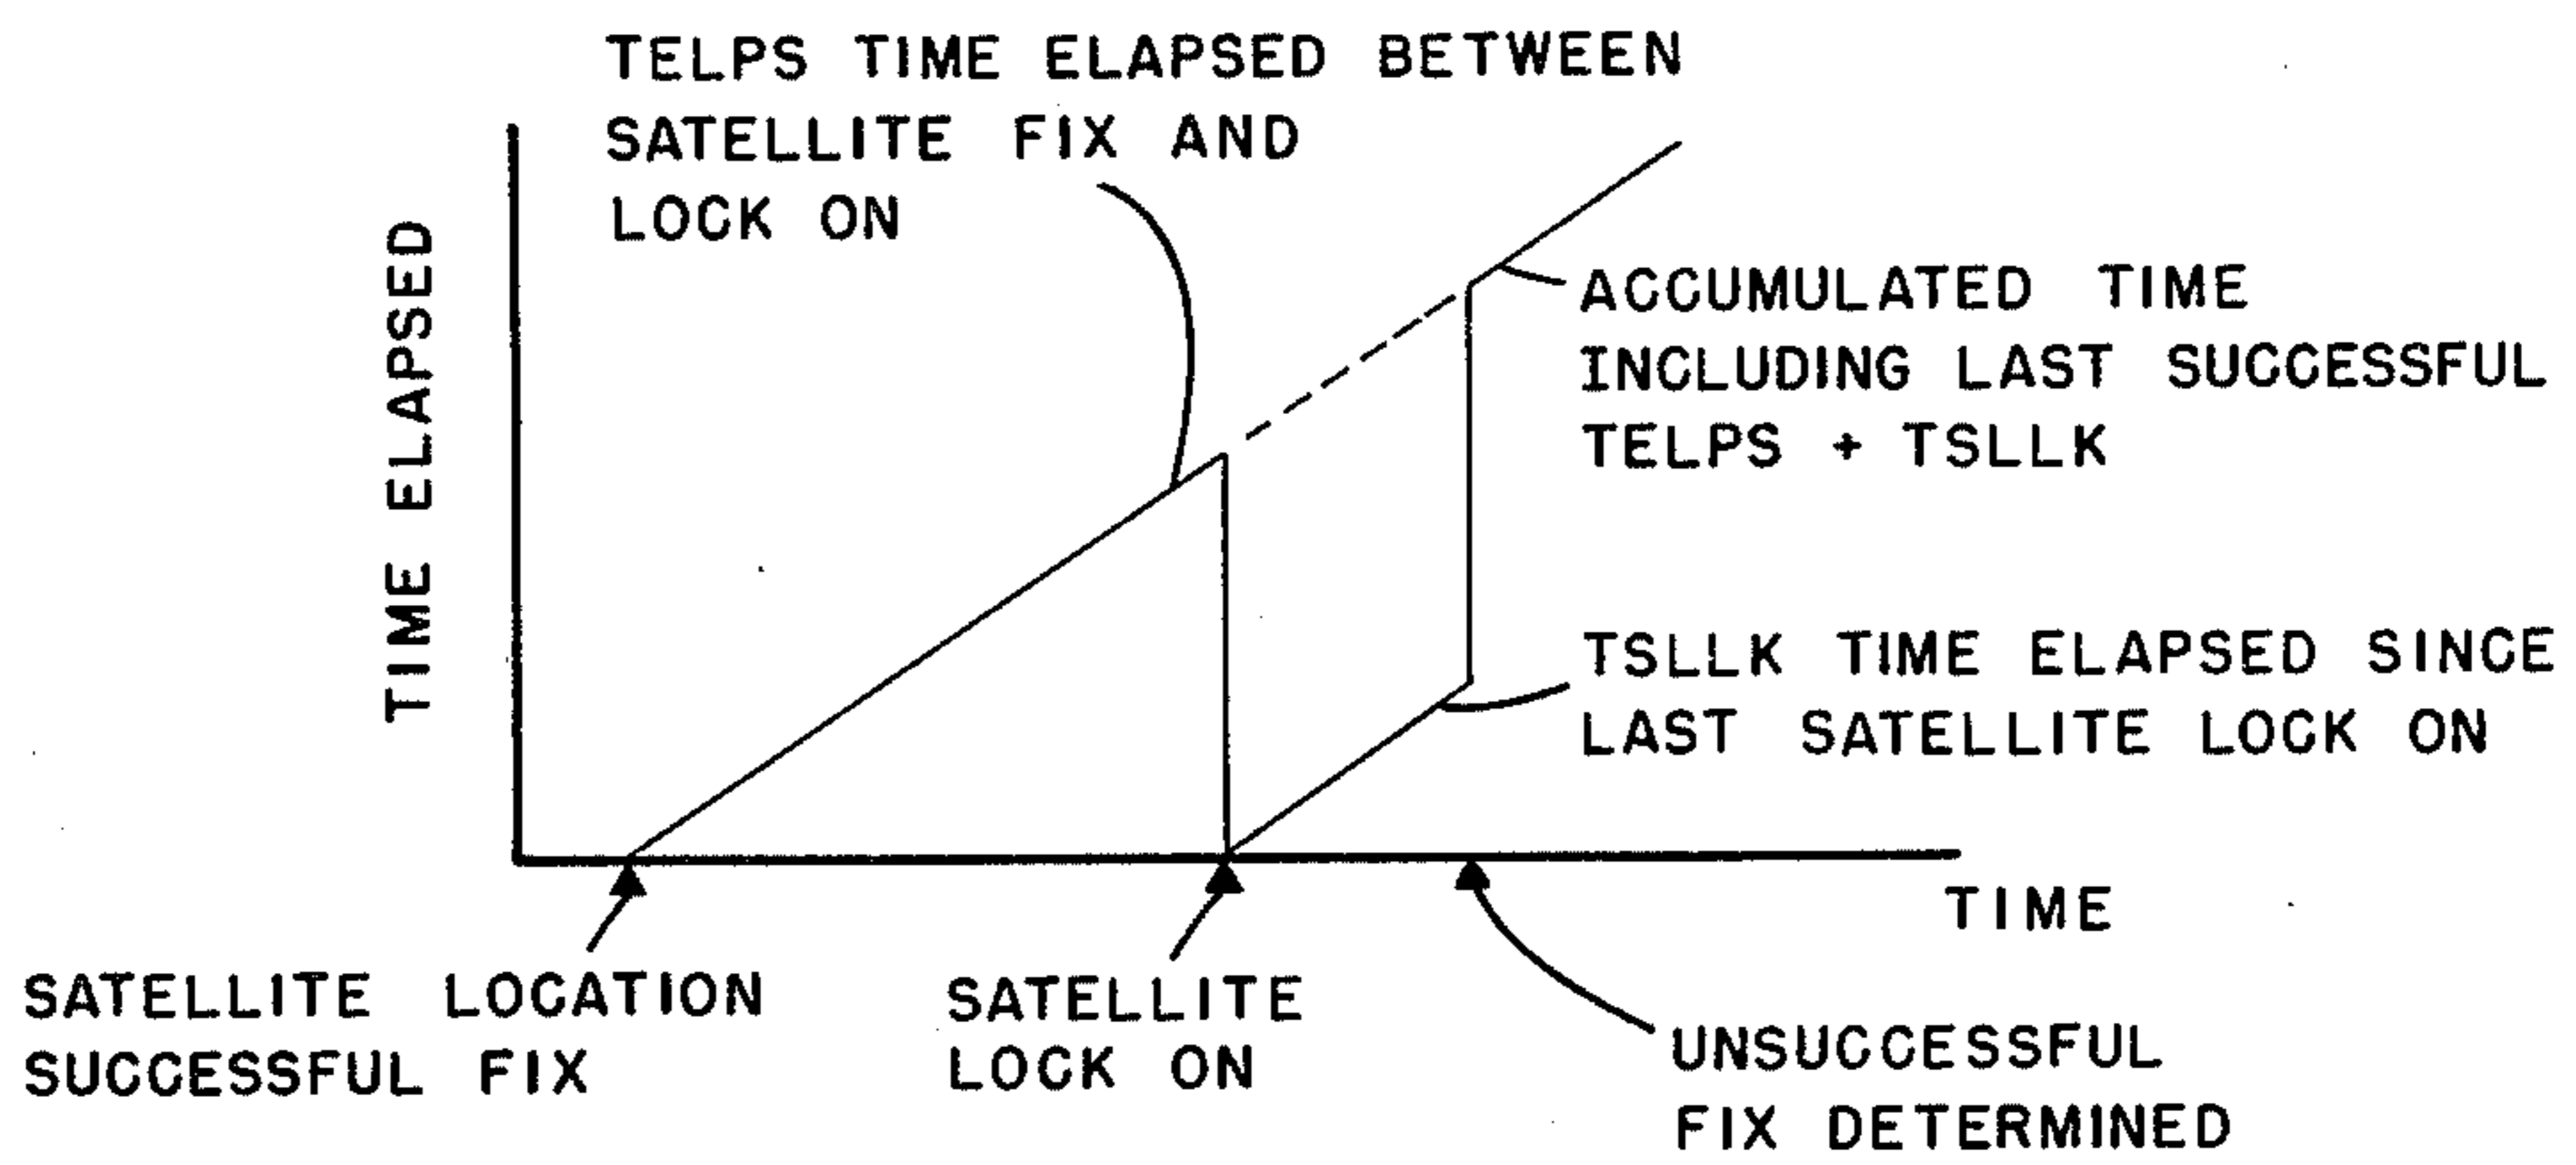 TELPS TIME ELAPSED BETWEEN
SATELLITE FIX AND
LOCK ON
TIME ELAPSED
ACCUMULATED TIME
INCLUDING LAST SUCCESSFUL
TELPS + TSLLK
TSLLK TIME ELAPSED SINCE
LAST SATELLITE LOCK ON
TIME
SATELLITE LOCATION
SUCCESSFUL FIX
SATELLITE
LOCK ON
UNSUCCESSFUL
FIX DETERMINED